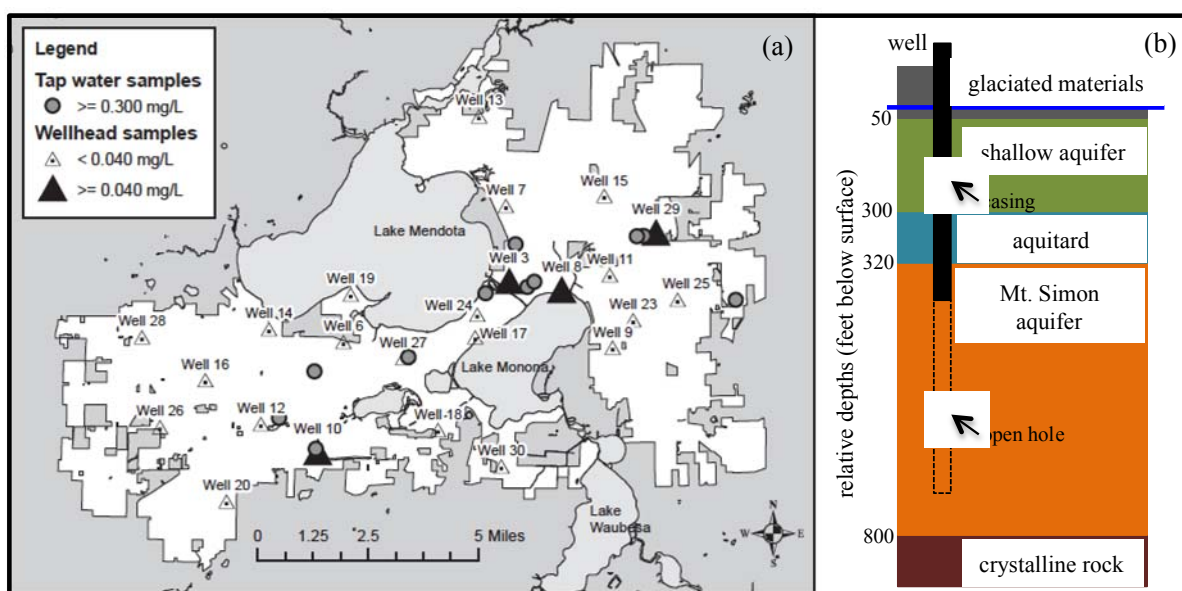 (a)
Legend
Tap water samples
>= 0.300 mg/L
Wellhead samples
< 0.040 mg/L
>= 0.040 mg/L
Well 13
Well 7
Well 15
Well 29
Lake Mendota
Well 3
Well 8
Well 11
Well 19
Well 25
Well 24
Well 14
Well 23
Well 28
Well 6
Well 17
Well 9
Well 27
Lake Monona
Well 16
Well 26
Well 12
Well 18
Well 10
Well 30
Well 20
Lake
Waubesa
0 1.25 2.5 5 Miles
N
W E
S
(b)
well
glaciated materials
50
shallow aquifer
casing
300
aquitard
320
Mt. Simon
aquifer
open hole
800
crystalline rock
relative depths (feet below surface)